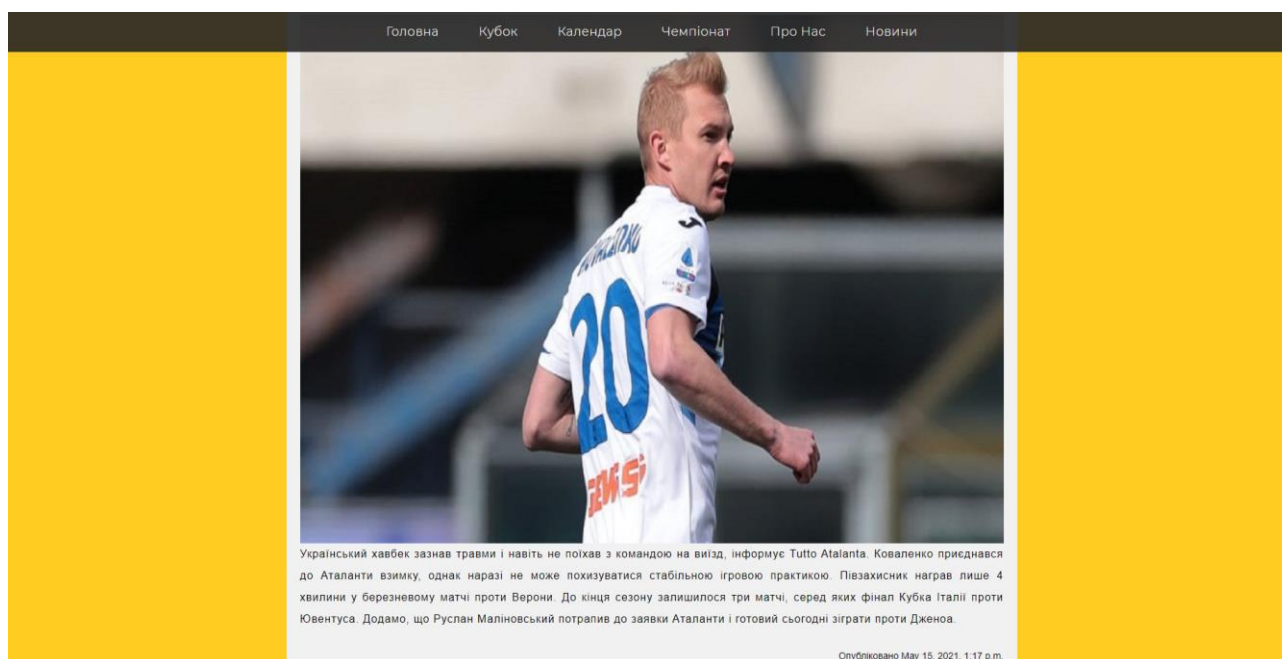 Головна Кубок Календар Чемпіонат Про Нас Новини
20
GEWISS
Український хавбек зазнав травми і навіть не поїхав з командою на виїзд, інформує Tutto Atalanta. Коваленко приєднався
до Аталанти взимку, однак наразі не може похизуватися стабільною ігровою практикою. Півзахисник награв лише 4
хвилини у березневому матчі проти Верони. До кінця сезону залишилося три матчі, серед яких фінал Кубка Італії проти
Ювентуса. Додамо, що Руслан Маліновський потрапив до заявки Аталанти і готовий сьогодні зіграти проти Дженоа.
Опубліковано May 15, 2021, 1:17 p.m.